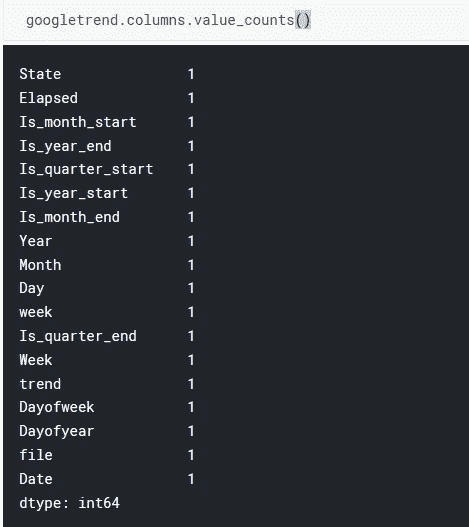 googletrend.columns.value_counts()
State 1
Elapsed 1
Is_month_start 1
Is_year_end 1
Is_quarter_start 1
Is_year_start 1
Is_month_end 1
Year 1
Month 1
Day 1
week 1
Is_quarter_end 1
Week 1
trend 1
Dayofweek 1
Dayofyear 1
file 1
Date 1
dtype: int64